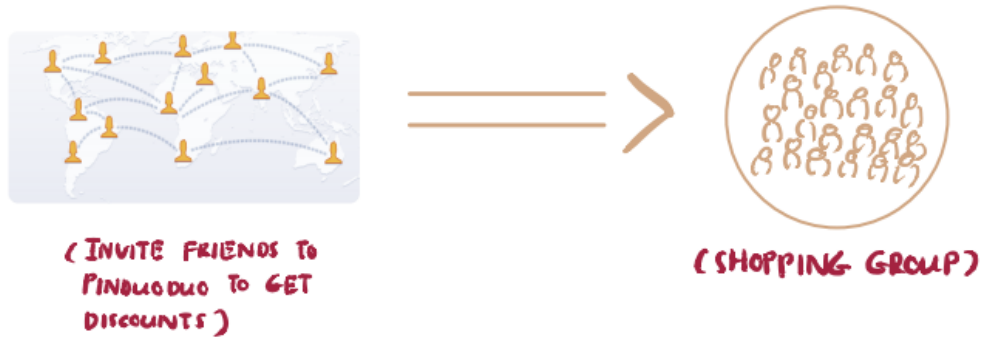 (INVITE FRIENDS TO
PINDUODUO TO GET
DISCOUNTS)
(SHOPPING GROUP)